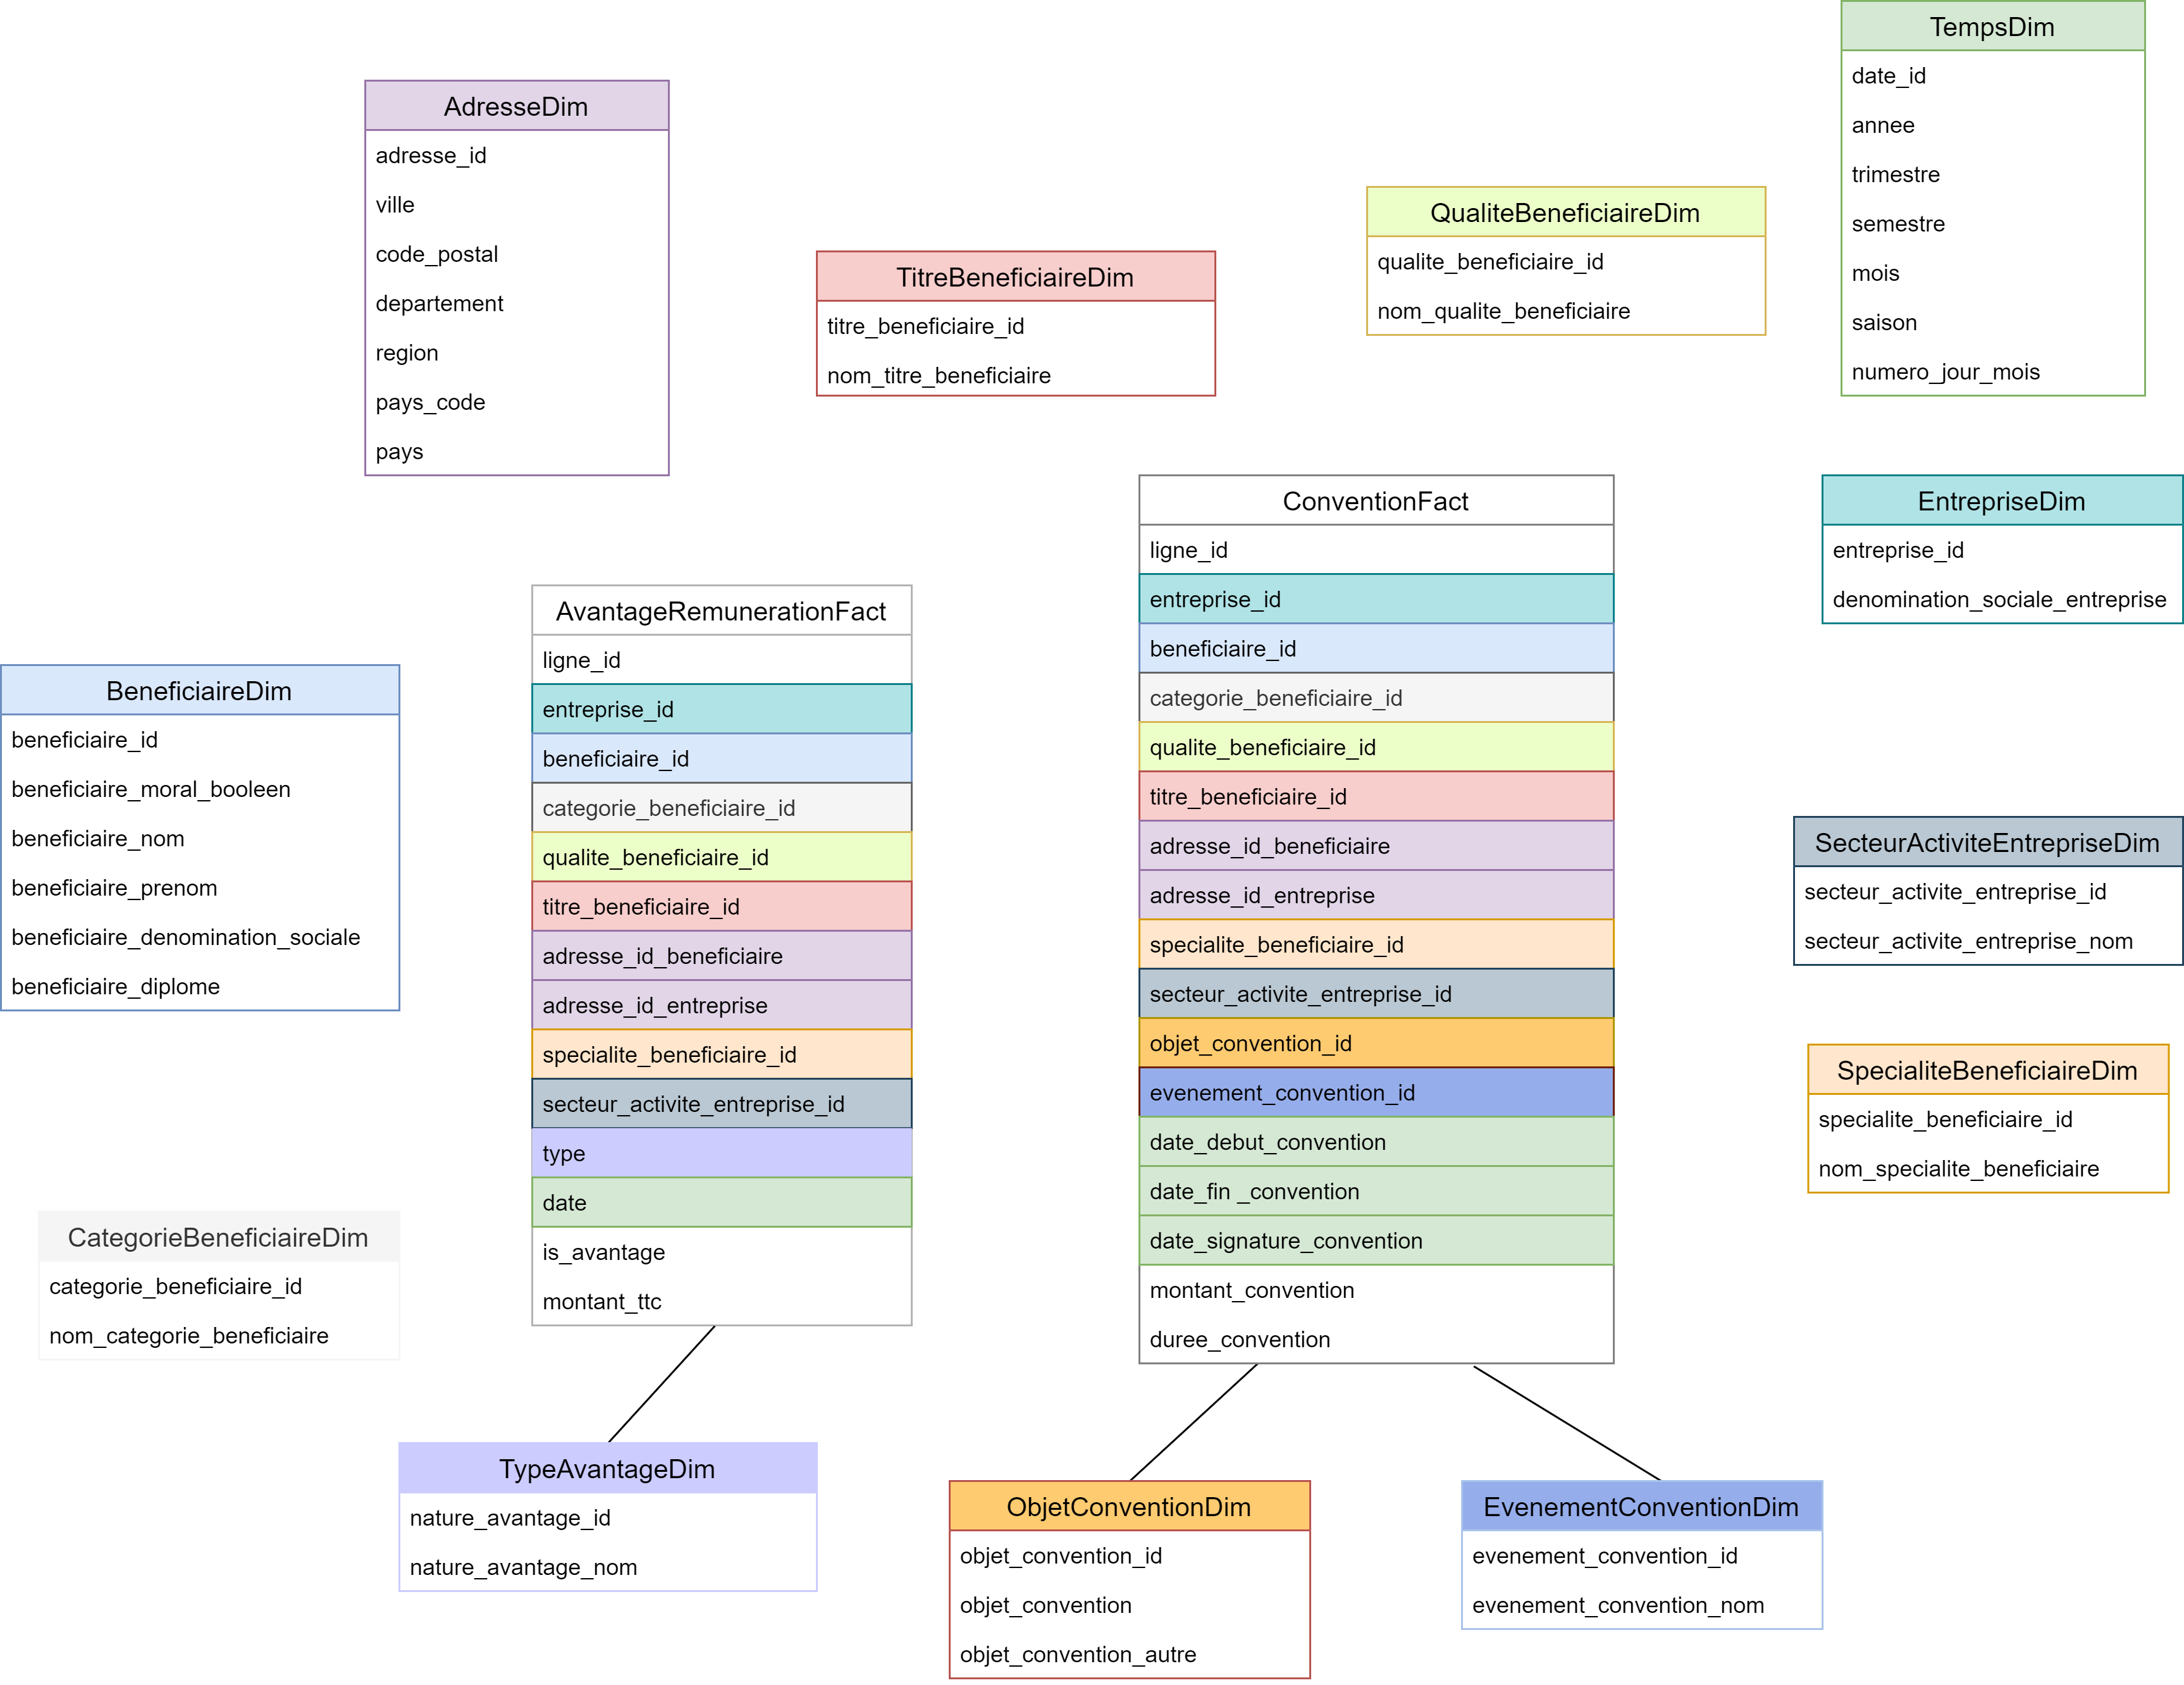 TempsDim
date_id
annee
trimestre
semestre
mois
saison
numero_jour_mois
AdresseDim
adresse_id
ville
code_postal
departement
region
pays_code
pays
QualiteBeneficiaireDim
qualite_beneficiaire_id
nom_qualite_beneficiaire
TitreBeneficiaireDim
titre_beneficiaire_id
nom_titre_beneficiaire
ConventionFact
ligne_id
entreprise_id
beneficiaire_id
categorie_beneficiaire_id
qualite_beneficiaire_id
titre_beneficiaire_id
adresse_id_beneficiaire
adresse_id_entreprise
specialite_beneficiaire_id
secteur_activite_entreprise_id
objet_convention_id
evenement_convention_id
date_debut_convention
date_fin _convention
date_signature_convention
montant_convention
duree_convention
EntrepriseDim
entreprise_id
denomination_sociale_entreprise
AvantageRemunerationFact
ligne_id
entreprise_id
beneficiaire_id
categorie_beneficiaire_id
qualite_beneficiaire_id
titre_beneficiaire_id
adresse_id_beneficiaire
adresse_id_entreprise
specialite_beneficiaire_id
secteur_activite_entreprise_id
type
date
is_avantage
montant_ttc
BeneficiaireDim
beneficiaire_id
beneficiaire_moral_booleen
beneficiaire_nom
beneficiaire_prenom
beneficiaire_denomination_sociale
beneficiaire_diplome
SecteurActiviteEntrepriseDim
secteur_activite_entreprise_id
secteur_activite_entreprise_nom
SpecialiteBeneficiaireDim
specialite_beneficiaire_id
nom_specialite_beneficiaire
CategorieBeneficiaireDim
categorie_beneficiaire_id
nom_categorie_beneficiaire
TypeAvantageDim
nature_avantage_id
nature_avantage_nom
ObjetConventionDim
objet_convention_id
objet_convention
objet_convention_autre
EvenementConventionDim
evenement_convention_id
evenement_convention_nom